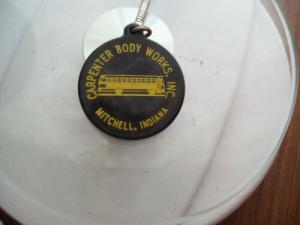 CARPENTER BODY WORKS, INC.
MITCHELL, INDIANA